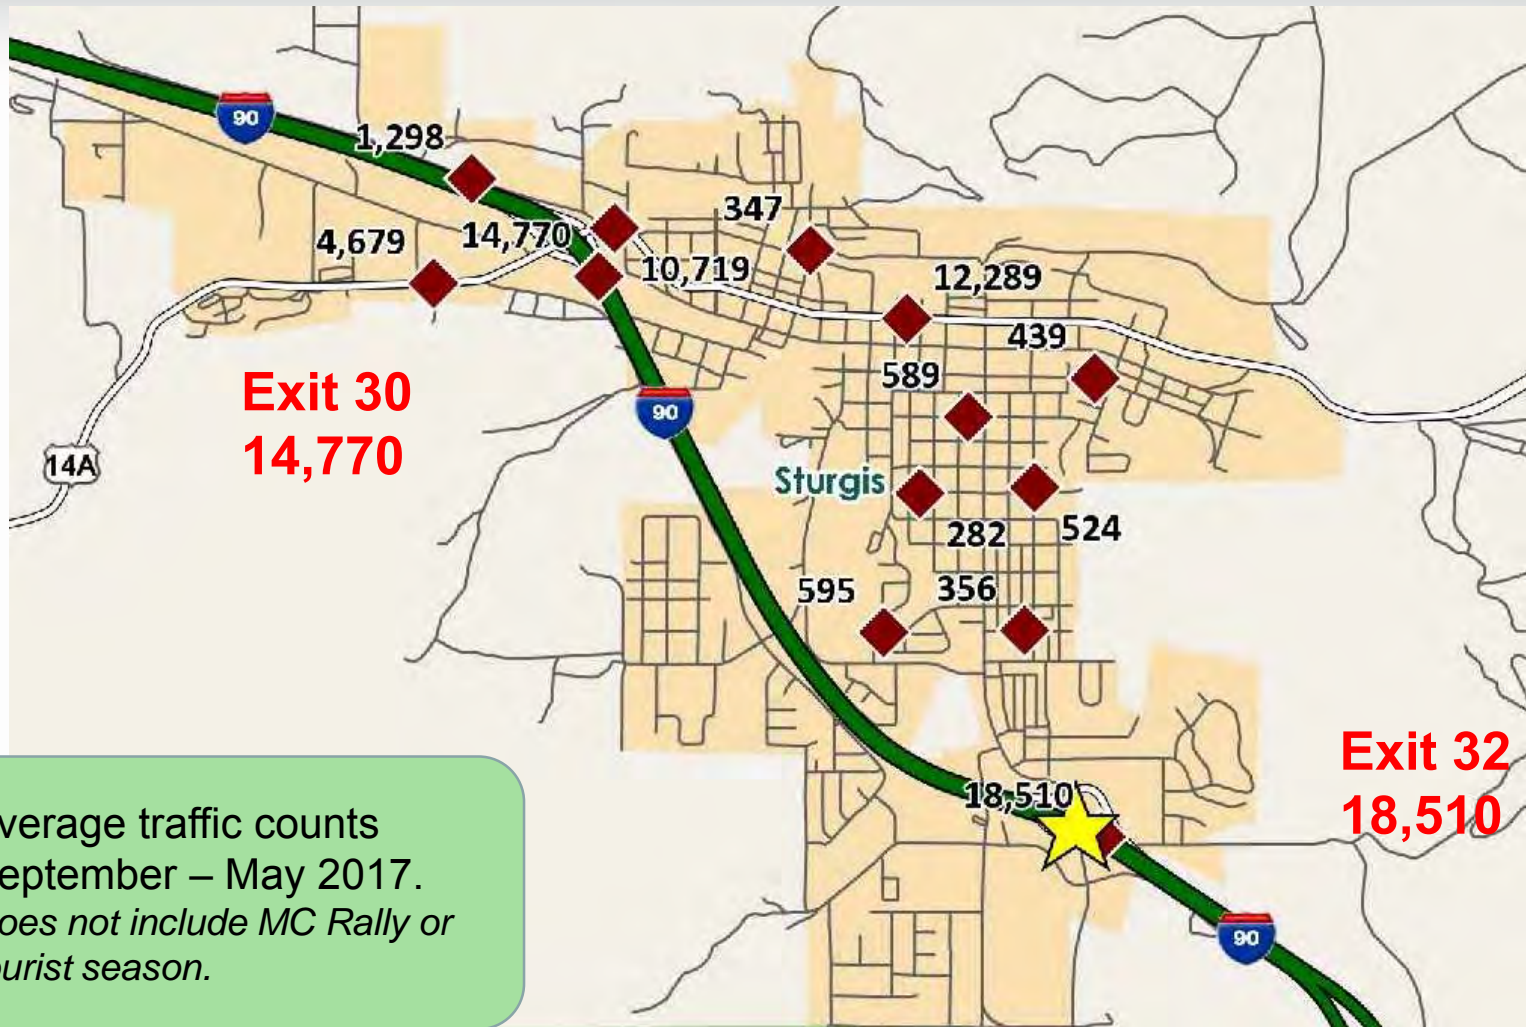 90
1,298
347
4,679
14,770
10,719
12,289
439
589
Exit 30
14,770
90
14A
Sturgis
282
524
595
356
Exit 32
18,510
18,510
verage traffic counts
eptember – May 2017.
oes not include MC Rally or
urist season.
90